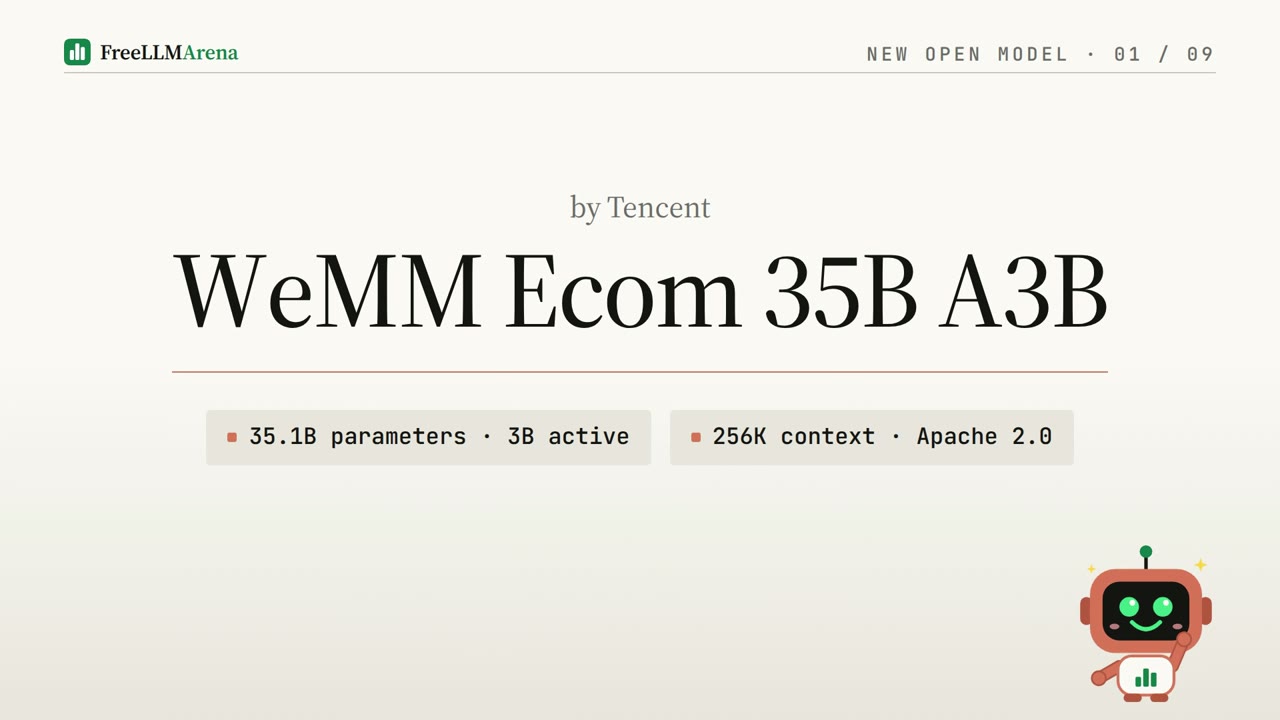 FreeLLMArena
NEW OPEN MODEL · 01 / 09
by Tencent
WeMM Ecom 35B A3B
35.1B parameters · 3B active
256K context · Apache 2.0